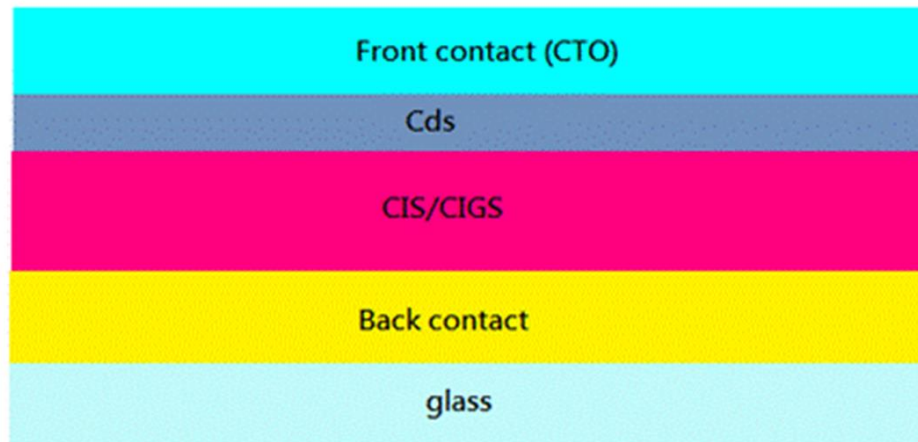 Front contact (CTO)
Cds
CIS/CIGS
Back contact
glass